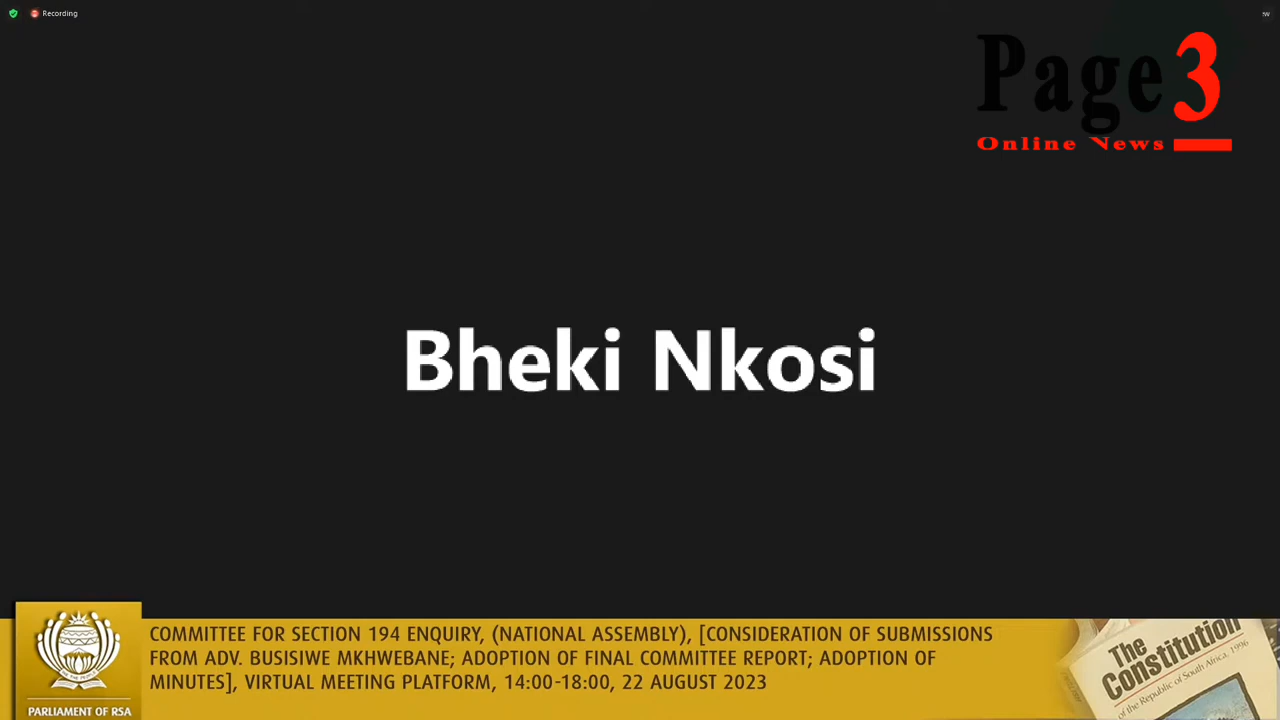 Recording
SW
Page3
Online News
Bheki Nkosi
COMMITTEE FOR SECTION 194 ENQUIRY, (NATIONAL ASSEMBLY), [CONSIDERATION OF SUBMISSIONS
FROM ADV. BUSISIWE MKHWEBANE; ADOPTION OF FINAL COMMITTEE REPORT; ADOPTION OF
MINUTES], VIRTUAL MEETING PLATFORM, 14:00-18:00, 22 AUGUST 2023
PARLIAMENT OF RSA
The
Constitution
of the Republic of South Africa, 1996